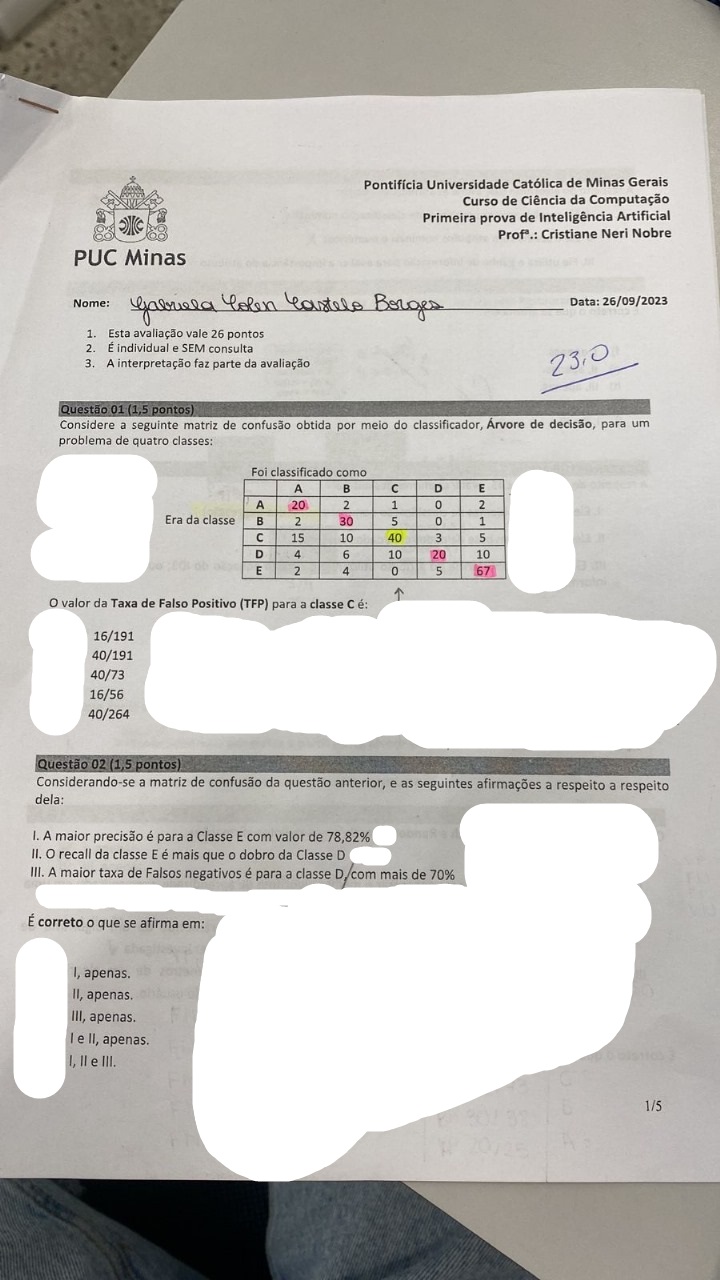 Pontifícia Universidade Católica de Minas Gerais
Curso de Ciência da Computação
Primeira prova de Inteligência Artificial
Profª.: Cristiane Neri Nobre
PUC Minas
Nome: Gabriela Colen Castelo Borges Data: 26/09/2023
1. Esta avaliação vale 26 pontos
2. É individual e SEM consulta
3. A interpretação faz parte da avaliação
23,0
Questão 01 (1,5 pontos)
Considere a seguinte matriz de confusão obtida por meio do classificador, Árvore de decisão, para um
problema de quatro classes:
Foi classificado como
A B C D E
A 20 2 1 0 2
Era da classe B 2 30 5 0 1
C 15 10 40 3 5
D 4 6 10 20 10
E 2 4 0 5 67
O valor da Taxa de Falso Positivo (TFP) para a classe C é:
16/191
40/191
40/73
16/56
40/264
Questão 02 (1,5 pontos)
Considerando-se a matriz de confusão da questão anterior, e as seguintes afirmações a respeito a respeito
dela:
I. A maior precisão é para a Classe E com valor de 78,82%
II. O recall da classe E é mais que o dobro da Classe D
III. A maior taxa de Falsos negativos é para a classe D, com mais de 70%
É correto o que se afirma em:
I, apenas.
II, apenas.
III, apenas.
I e II, apenas.
I, II e III.
1/5